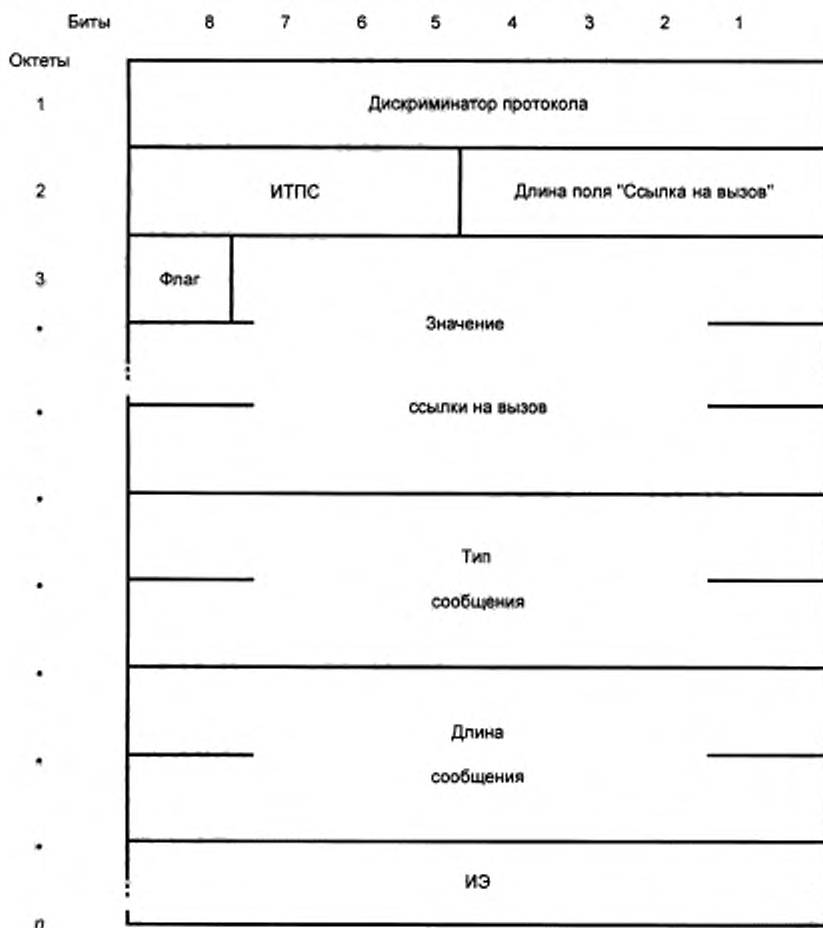 Биты 8 7 6 5 4 3 2 1
Октеты
1 Дискриминатор протокола
2 ИТПС Длина поля "Ссылка на вызов"
3 Флаг
Значение
ссылки на вызов
Тип
сообщения
Длина
сообщения
ИЭ
n